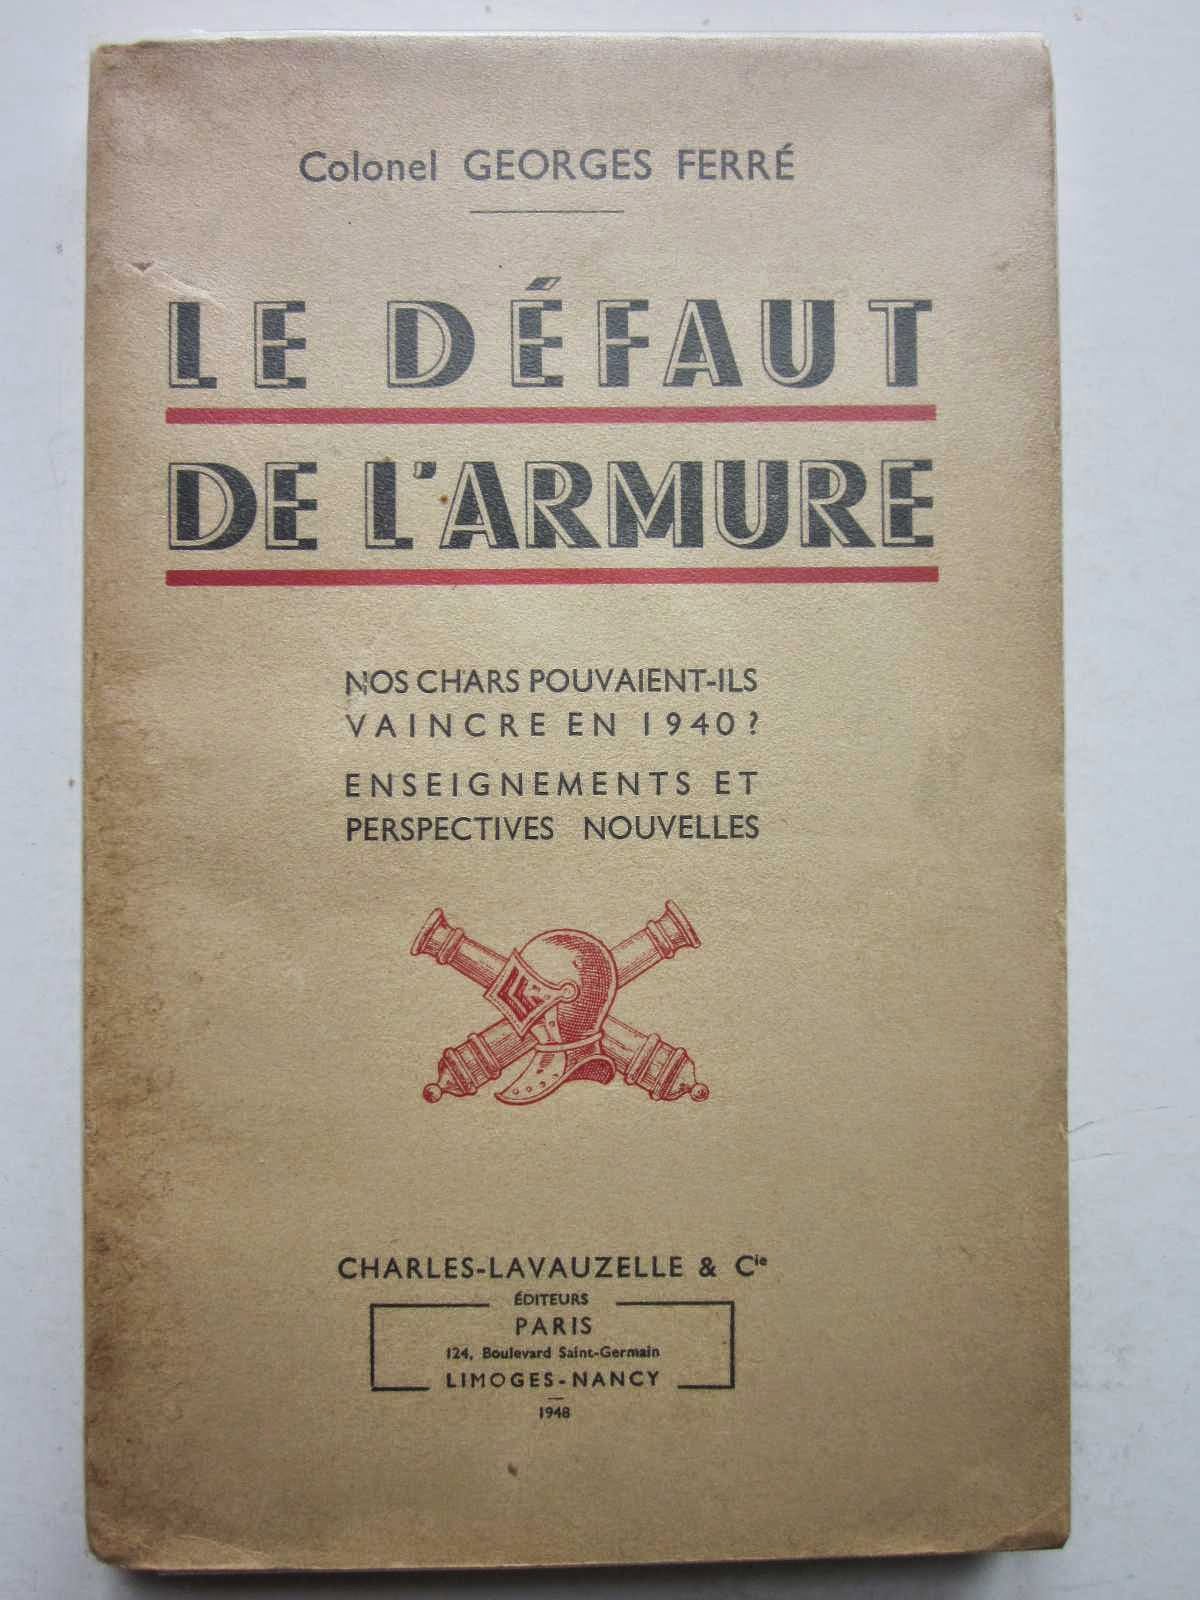 Colonel GEORGES FERRÉ
LE DÉFAUT
DE L'ARMURE
NOS CHARS POUVAIENT-ILS
VAINCRE EN 1940 ?
ENSEIGNEMENTS ET
PERSPECTIVES NOUVELLES
CHARLES-LAVAUZELLE & Cie
ÉDITEURS
PARIS
124, Boulevard Saint-Germain
LIMOGES-NANCY
1948